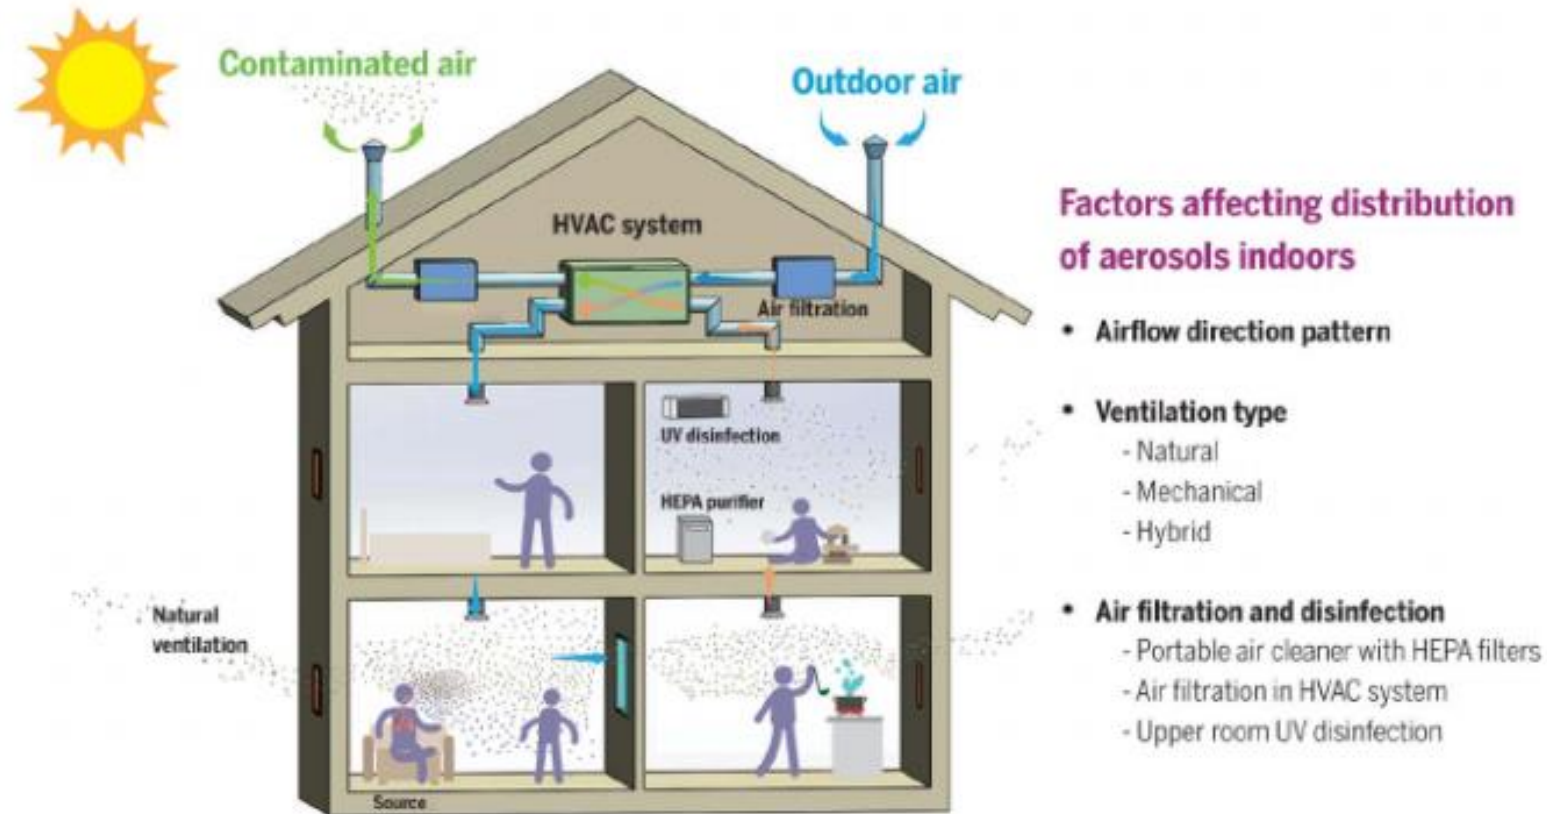 Contaminated air
Outdoor air
HVAC system
Air filtration
UV disinfection
HEPA purifier
Natural
ventilation
Source
Factors affecting distribution
of aerosols indoors
• Airflow direction pattern
• Ventilation type
- Natural
- Mechanical
- Hybrid
• Air filtration and disinfection
- Portable air cleaner with HEPA filters
- Air filtration in HVAC system
- Upper room UV disinfection